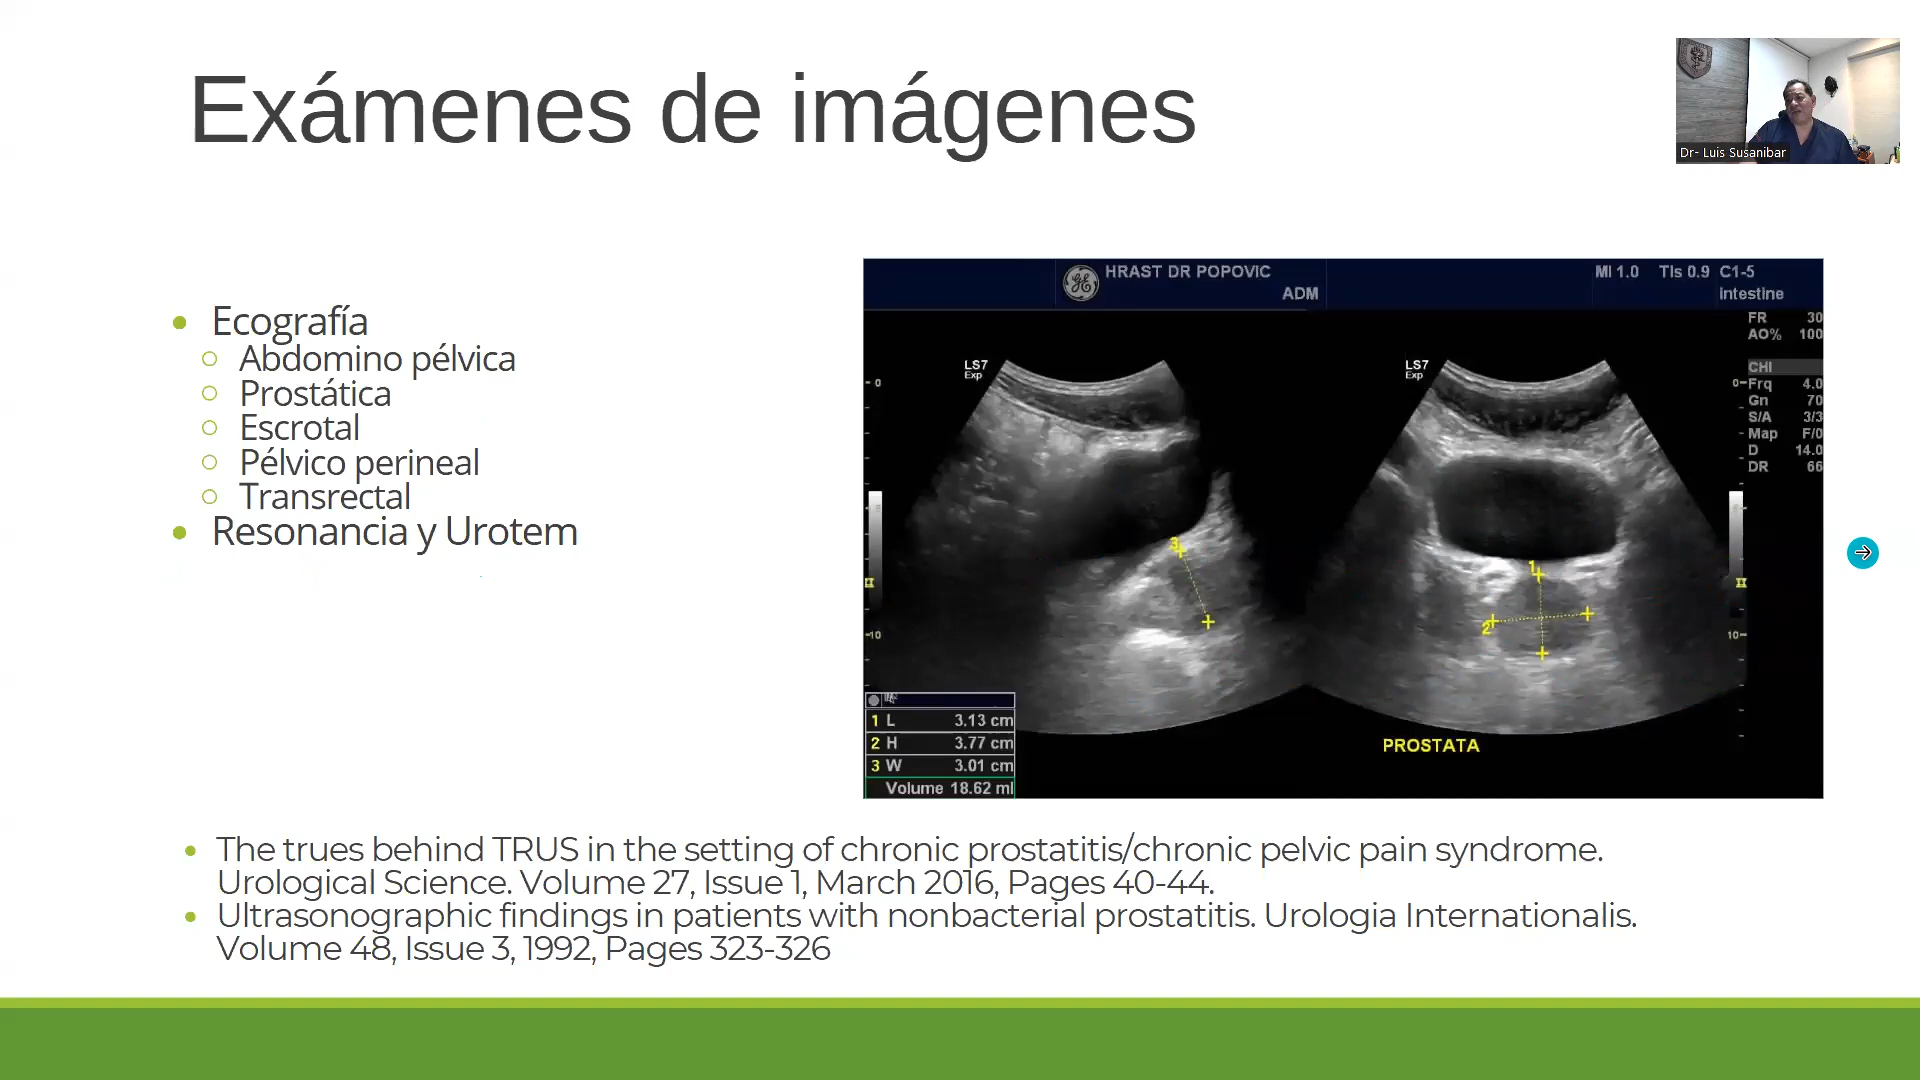 Exámenes de imágenes
Dr- Luis Susanibar
Ecografía
Abdomino pélvica
Prostática
Escrotal
Pélvico perineal
Transrectal
Resonancia y Urotem
HRAST DR POPOVIC
ADM
MI 1.0 TIs 0.9 C1-5
Intestine
FR 30
AO% 100
CHI
Frq 4.0
Gn 70
S/A 3/3
Map F/0
D 14.0
DR 66
LS7
Exp
LS7
Exp
0
0
3
1
2
10
10
PROSTATA
1 L 3.13 cm
2 H 3.77 cm
3 W 3.01 cm
Volume 18.62 ml
The trues behind TRUS in the setting of chronic prostatitis/chronic pelvic pain syndrome.
Urological Science. Volume 27, Issue 1, March 2016, Pages 40-44.
Ultrasonographic findings in patients with nonbacterial prostatitis. Urologia Internationalis.
Volume 48, Issue 3, 1992, Pages 323-326